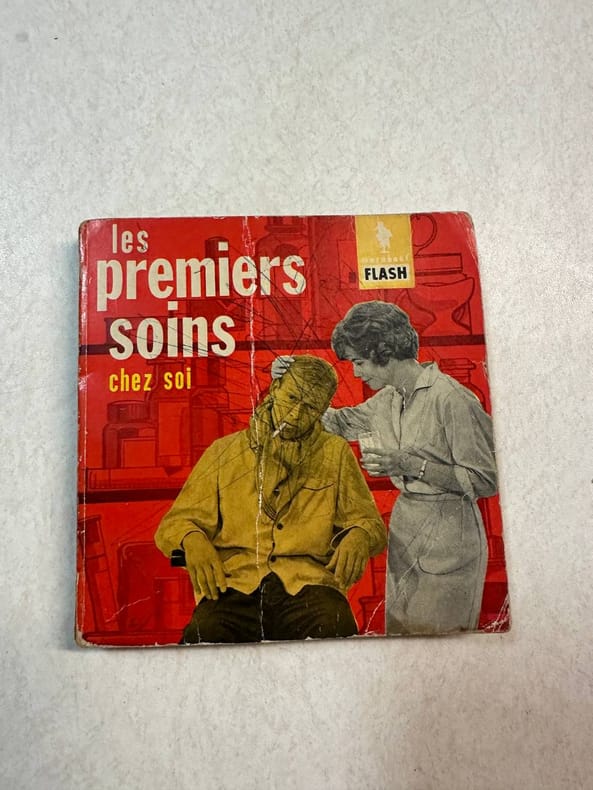 les
premiers
soins
chez soi
marabout
FLASH